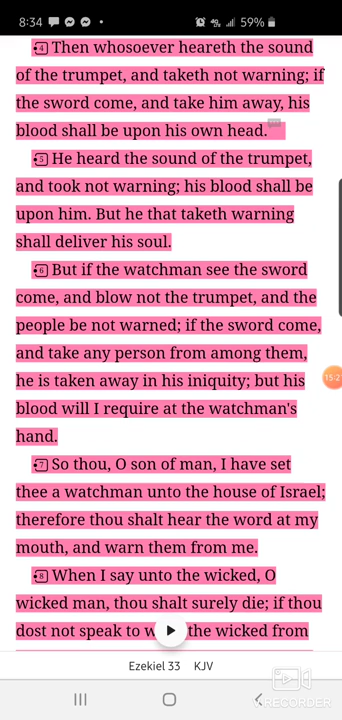 8:34 59%
4 Then whosoever heareth the sound
of the trumpet, and taketh not warning; if
the sword come, and take him away, his
blood shall be upon his own head.
5 He heard the sound of the trumpet,
and took not warning; his blood shall be
upon him. But he that taketh warning
shall deliver his soul.
6 But if the watchman see the sword
come, and blow not the trumpet, and the
people be not warned; if the sword come,
and take any person from among them,
he is taken away in his iniquity; but his
blood will I require at the watchman's
hand.
7 So thou, O son of man, I have set
thee a watchman unto the house of Israel;
therefore thou shalt hear the word at my
mouth, and warn them from me.
8 When I say unto the wicked, O
wicked man, thou shalt surely die; if thou
dost not speak to the wicked from
Ezekiel 33 KJV
VRECORDER